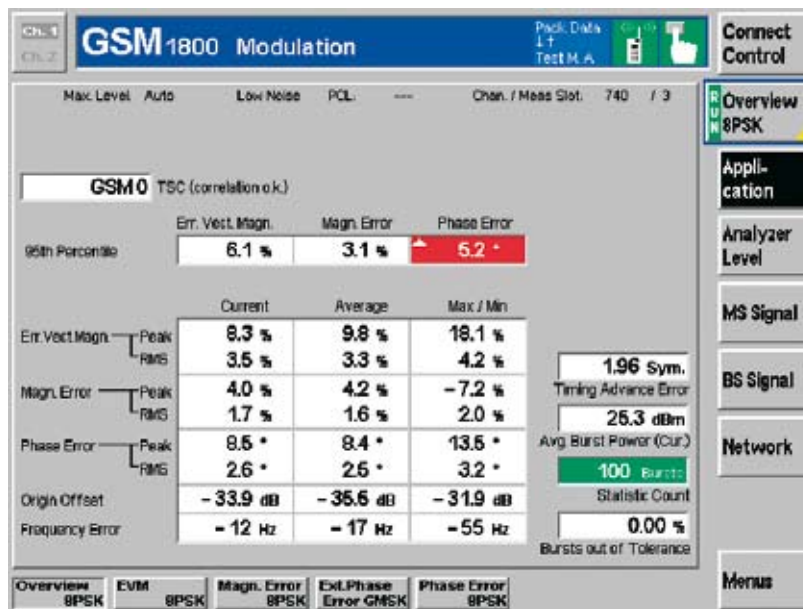 Ch. 1
Ch. 2
GSM 1800 Modulation
Pack. Data
Test M. A
Connect Control
Max. Level Auto Low Noise PCL: --- Chan. / Meas Slot. 740 / 3
RUN
Overview 8PSK
GSM 0 TSC (correlation o.k.)
Appli-cation
Err. Vect. Magn. Magn. Error Phase Error
95th Percentile 6.1 % 3.1 % 5.2 °
Analyzer Level
Current Average Max / Min
MS Signal
Err.Vect.Magn. Peak 8.3 % 9.8 % 18.1 %
RMS 3.5 % 3.3 % 4.2 %
1.96 Sym.
Timing Advance Error
BS Signal
Magn. Error Peak 4.0 % 4.2 % - 7.2 %
RMS 1.7 % 1.6 % 2.0 %
25.3 dBm
Avg. Burst Power (Cur.)
Network
Phase Error Peak 8.5 ° 8.4 ° 13.5 °
RMS 2.6 ° 2.5 ° 3.2 °
100 Bursts
Statistic Count
Origin Offset - 33.9 dB - 35.6 dB - 31.9 dB
Frequency Error - 12 Hz - 17 Hz - 55 Hz
0.00 %
Bursts out of Tolerance
Overview 8PSK
EVM 8PSK
Magn. Error 8PSK
Ext.Phase Error GMSK
Phase Error 8PSK
Menus